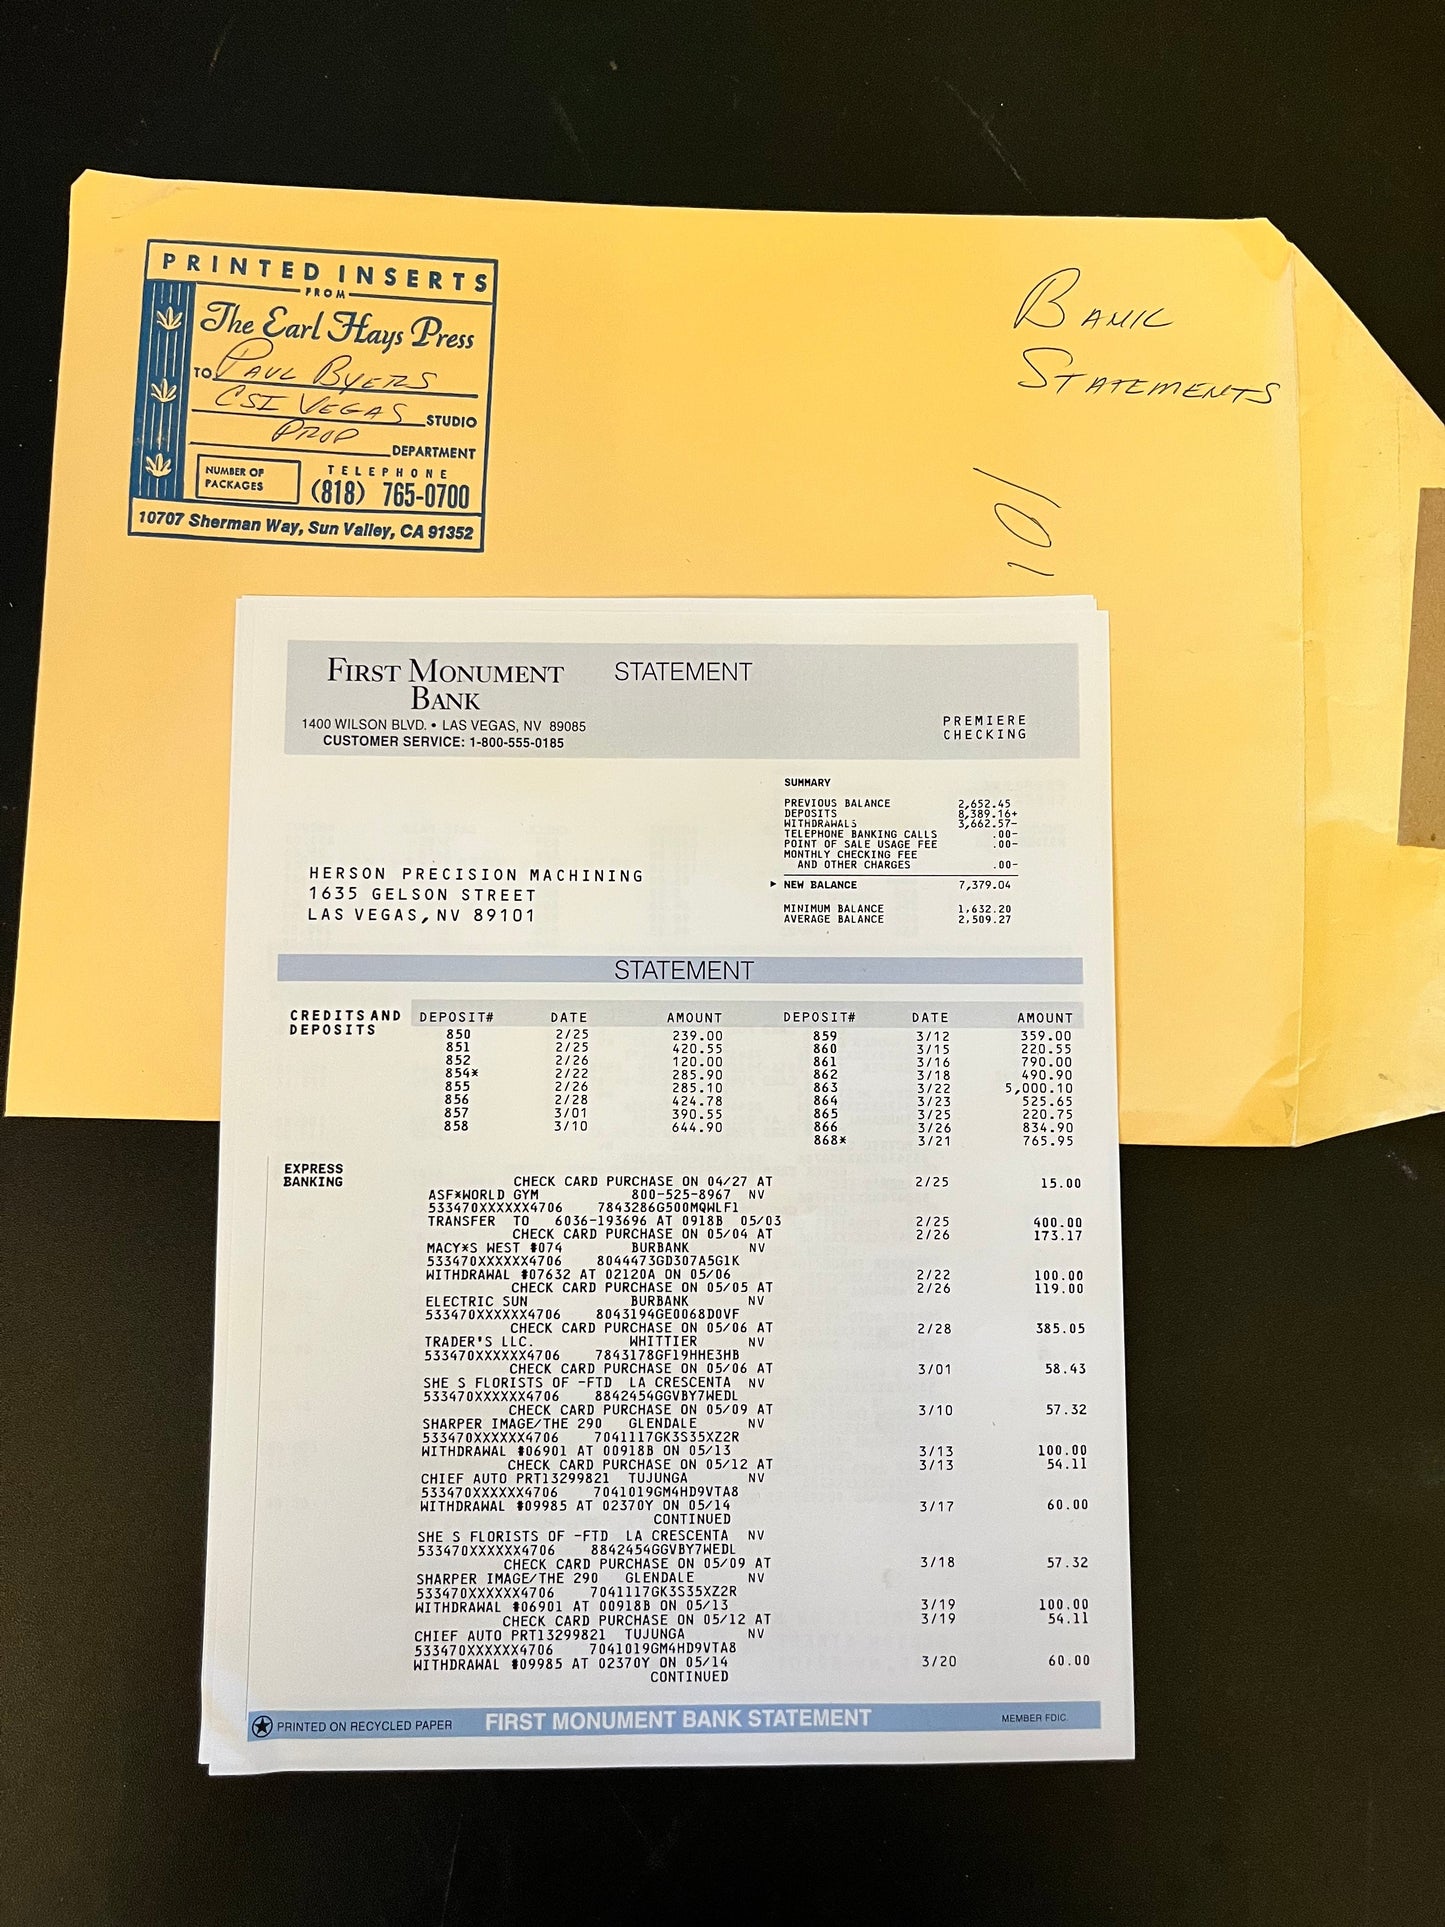 PRINTED INSERTS
FROM
The Earl Hays Press
TO PAUL BYERS
CSI VEGAS STUDIO
PROP DEPARTMENT
NUMBER OF PACKAGES
TELEPHONE
(818) 765-0700
10707 Sherman Way, Sun Valley, CA 91352
BANK
STATEMENTS
101
FIRST MONUMENT BANK
STATEMENT
1400 WILSON BLVD. • LAS VEGAS, NV 89085
CUSTOMER SERVICE: 1-800-555-0185
PREMIERE
CHECKING
SUMMARY
PREVIOUS BALANCE 2,652.45
DEPOSITS 8,389.16+
WITHDRAWALS 3,662.57-
TELEPHONE BANKING CALLS .00-
POINT OF SALE USAGE FEE .00-
MONTHLY CHECKING FEE
AND OTHER CHARGES .00-
▶ NEW BALANCE 7,379.04
MINIMUM BALANCE 1,632.20
AVERAGE BALANCE 2,509.27
HERSON PRECISION MACHINING
1635 GELSON STREET
LAS VEGAS, NV 89101
STATEMENT
CREDITS AND
DEPOSITS
DEPOSIT# DATE AMOUNT DEPOSIT# DATE AMOUNT
850 2/25 239.00 859 3/12 359.00
851 2/25 420.55 860 3/15 220.55
852 2/26 120.00 861 3/16 790.00
854* 2/22 285.90 862 3/18 490.90
855 2/26 285.10 863 3/22 5,000.10
856 2/28 424.78 864 3/23 525.65
857 3/01 390.55 865 3/25 220.75
858 3/10 644.90 866 3/26 834.90
868* 3/21 765.95
EXPRESS
BANKING
CHECK CARD PURCHASE ON 04/27 AT 2/25 15.00
ASF*WORLD GYM 800-525-8967 NV
533470XXXXXX4706 7843286G500MQWLF1
TRANSFER TO 6036-193696 AT 0918B 05/03 2/25 400.00
CHECK CARD PURCHASE ON 05/04 AT 2/26 173.17
MACY*S WEST #074 BURBANK NV
533470XXXXXX4706 8044473GD307A5G1K
WITHDRAWAL #07632 AT 02120A ON 05/06 2/22 100.00
CHECK CARD PURCHASE ON 05/05 AT 2/26 119.00
ELECTRIC SUN BURBANK NV
533470XXXXXX4706 8043194GE0068D0VF
CHECK CARD PURCHASE ON 05/06 AT 2/28 385.05
TRADER'S LLC. WHITTIER NV
533470XXXXXX4706 7843178GF19HHE3HB
CHECK CARD PURCHASE ON 05/06 AT 3/01 58.43
SHE S FLORISTS OF -FTD LA CRESCENTA NV
533470XXXXXX4706 8842454GGVBY7WEDL
CHECK CARD PURCHASE ON 05/09 AT 3/10 57.32
SHARPER IMAGE/THE 290 GLENDALE NV
533470XXXXXX4706 7041117GK3S35XZ2R
WITHDRAWAL #06901 AT 00918B ON 05/13 3/13 100.00
CHECK CARD PURCHASE ON 05/12 AT 3/13 54.11
CHIEF AUTO PRT13299821 TUJUNGA NV
533470XXXXXX4706 7041019GM4HD9VTA8
WITHDRAWAL #09985 AT 02370Y ON 05/14 3/17 60.00
CONTINUED
SHE S FLORISTS OF -FTD LA CRESCENTA NV
533470XXXXXX4706 8842454GGVBY7WEDL
CHECK CARD PURCHASE ON 05/09 AT 3/18 57.32
SHARPER IMAGE/THE 290 GLENDALE NV
533470XXXXXX4706 7041117GK3S35XZ2R
WITHDRAWAL #06901 AT 00918B ON 05/13 3/19 100.00
CHECK CARD PURCHASE ON 05/12 AT 3/19 54.11
CHIEF AUTO PRT13299821 TUJUNGA NV
533470XXXXXX4706 7041019GM4HD9VTA8
WITHDRAWAL #09985 AT 02370Y ON 05/14 3/20 60.00
CONTINUED
PRINTED ON RECYCLED PAPER FIRST MONUMENT BANK STATEMENT MEMBER FDIC.